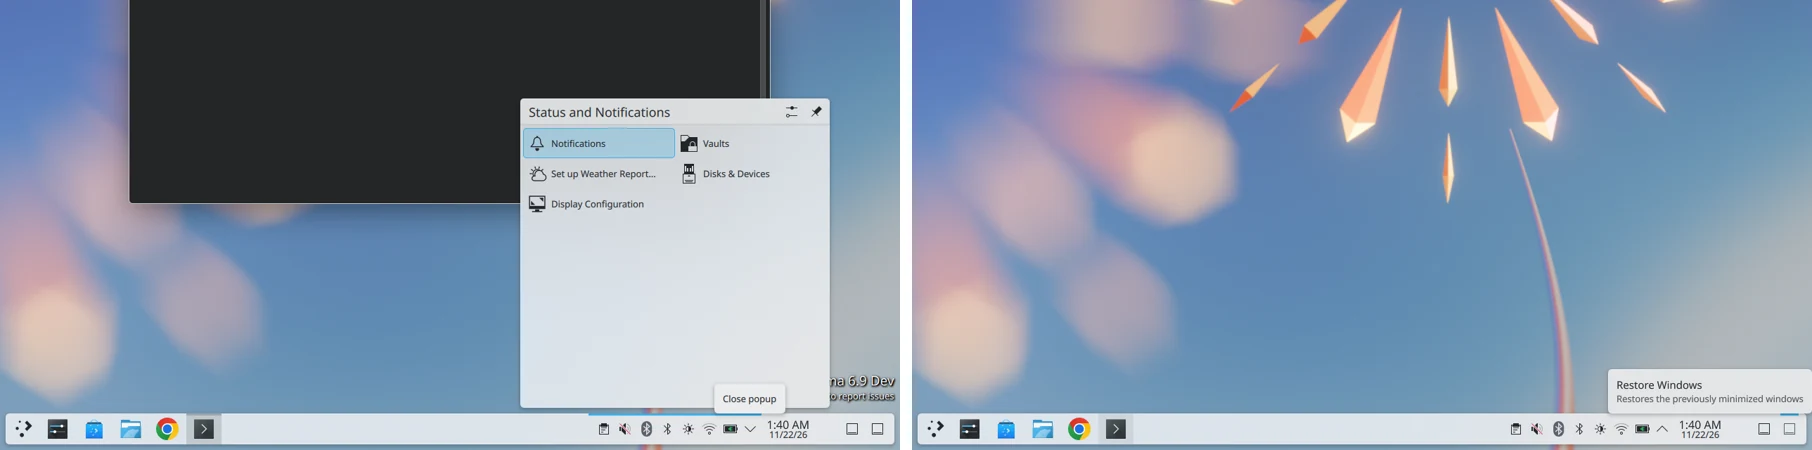 Status and Notifications
Notifications
Vaults
Set up Weather Report...
Disks & Devices
Display Configuration
6.9 Dev
to report issues
Close popup
1:40 AM
11/22/26
Restore Windows
Restores the previously minimized windows
1:40 AM
11/22/26